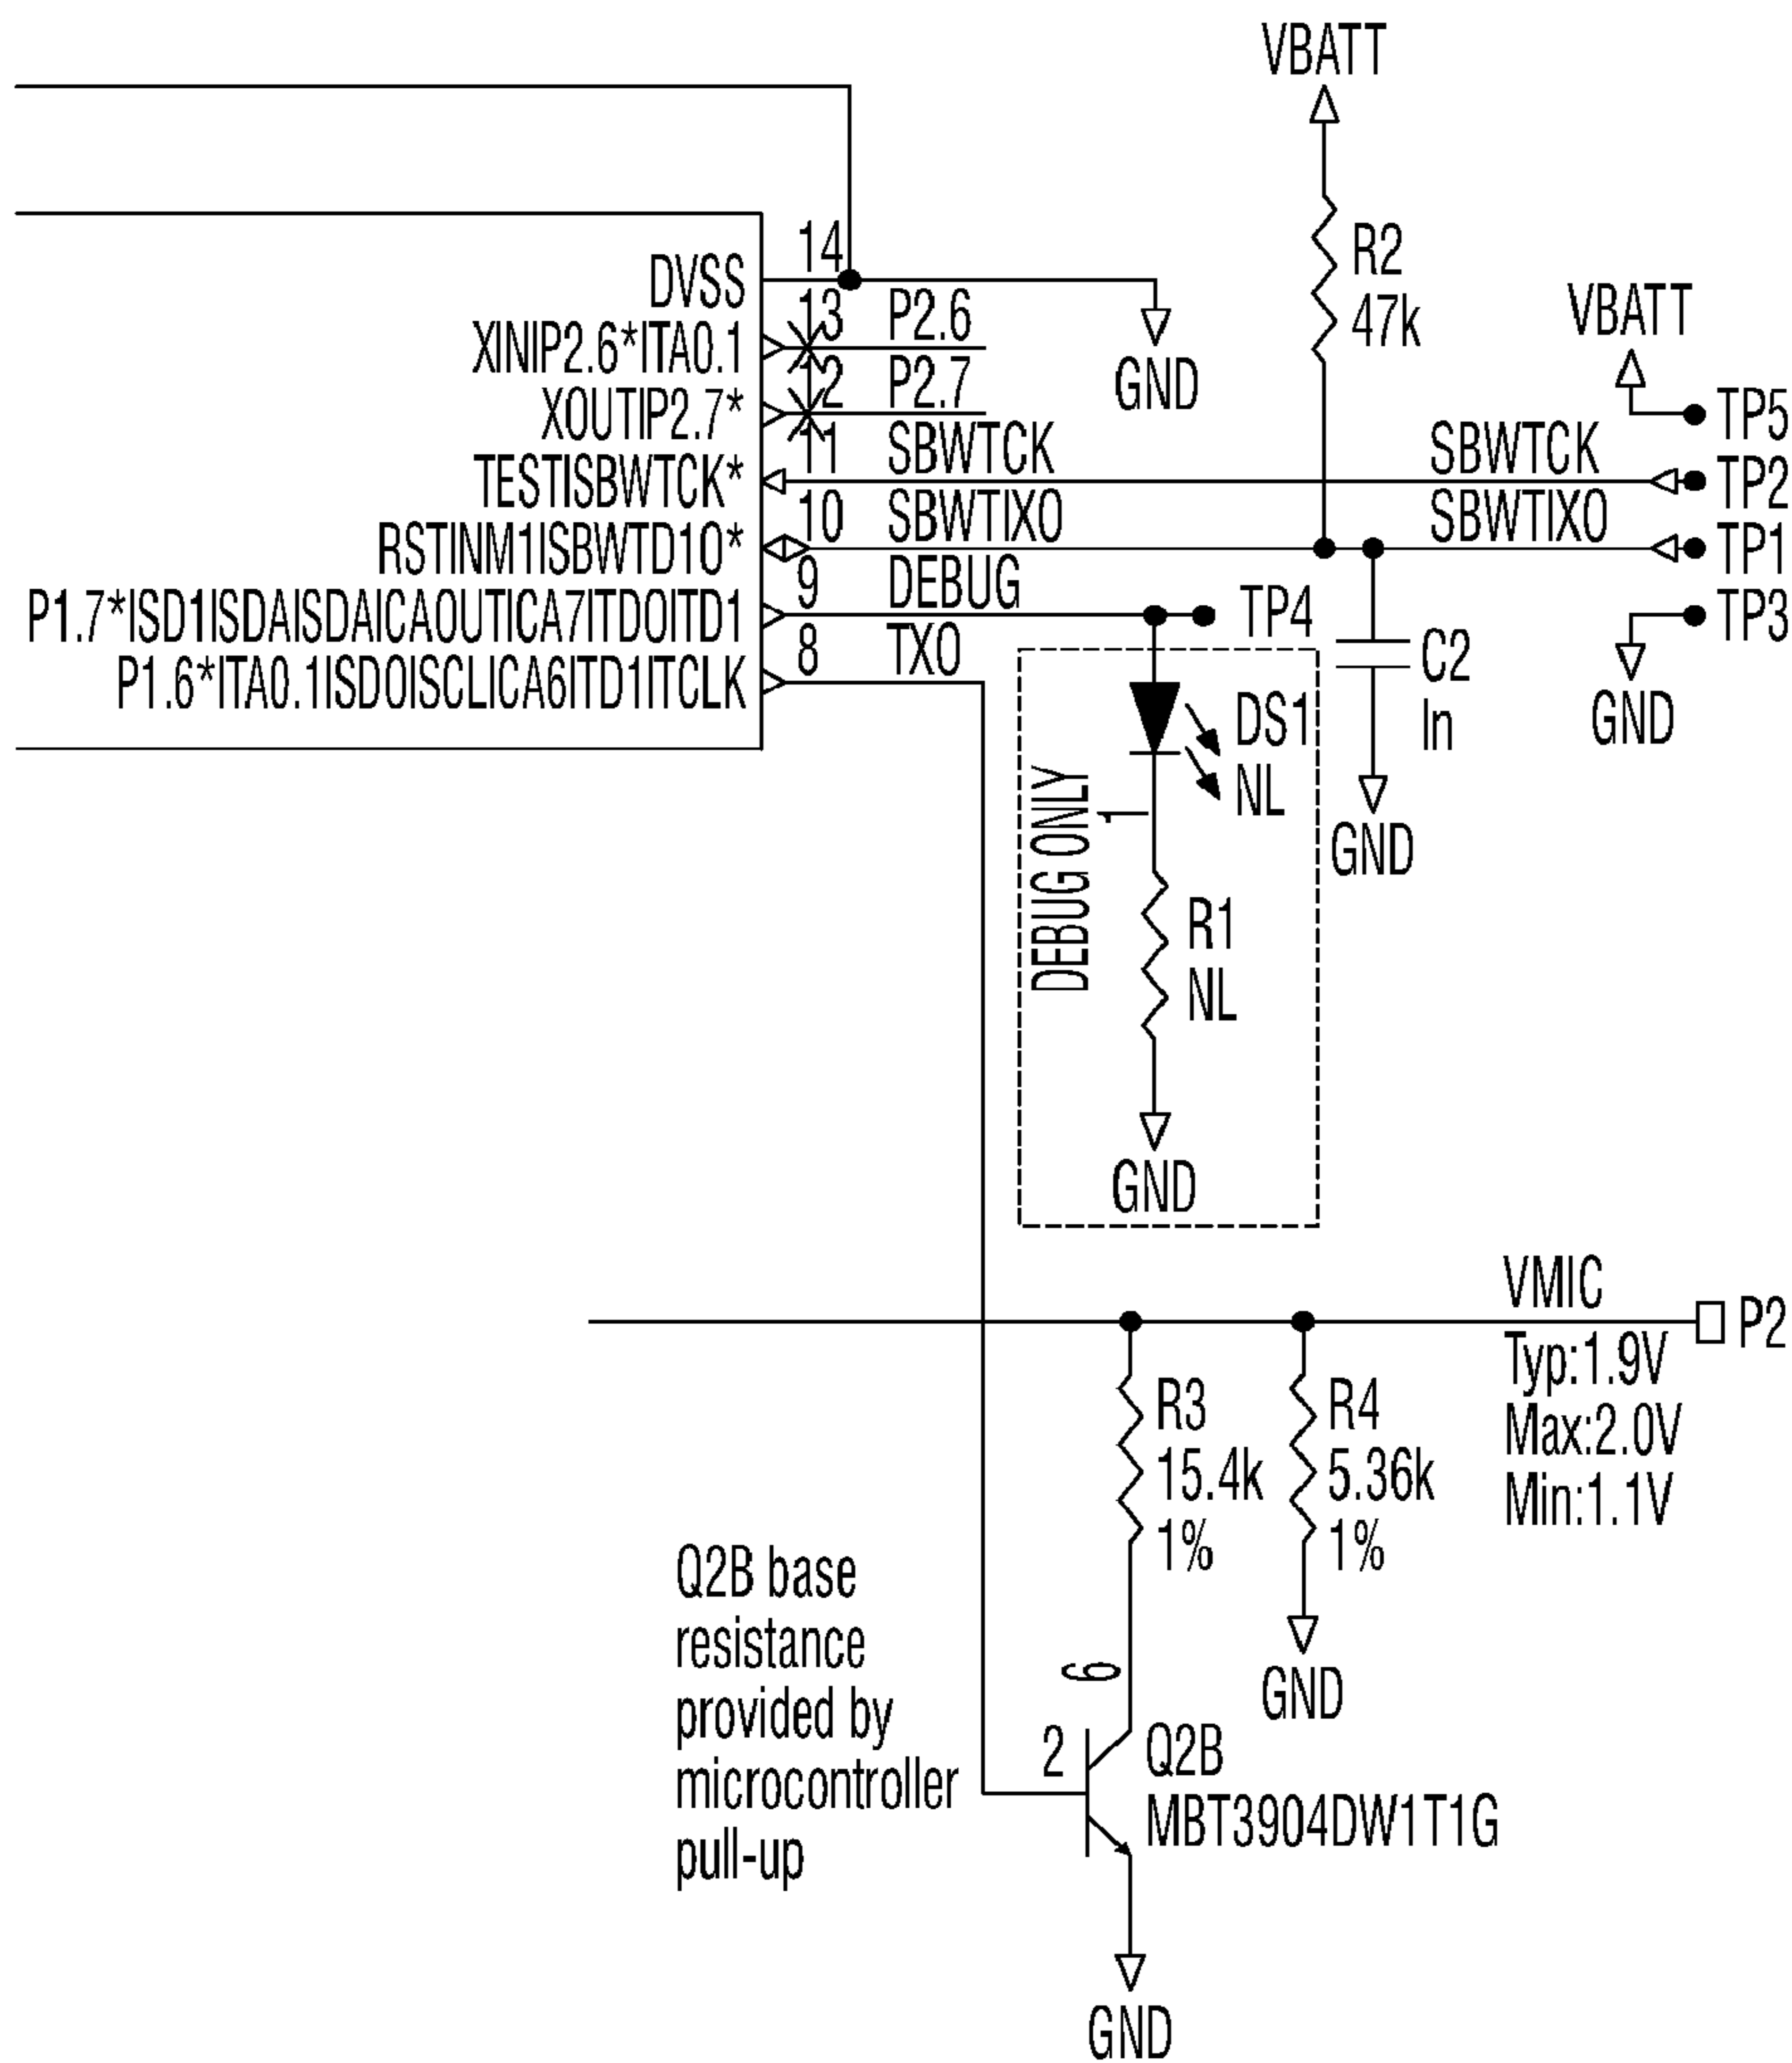 VBATT
14
DVSS
R2
47k
13 P2.6
XINIP2.6*ITA0.1
GND
VBATT
12 P2.7
XOUTIP2.7*
TP5
11 SBWTCK
SBWTCK
TESTISBWTCK*
TP2
10 SBWTIXO
SBWTIXO
RSTINM1ISBWTD1O*
TP1
9 DEBUG
TP4
P1.7*ISD1ISDAISDAICAOUTICA7ITDOITD1
TP3
8 TXO
P1.6*ITA0.1ISDOISCLICA6ITD1ITCLK
C2
In
GND
DS1
NL
DEBUG ONLY
1
GND
R1
NL
GND
VMIC
P2
Typ:1.9V
Max:2.0V
Min:1.1V
R3
15.4k
1%
R4
5.36k
1%
Q2B base
resistance
provided by
microcontroller
pull-up
6
GND
2
Q2B
MBT3904DW1T1G
GND